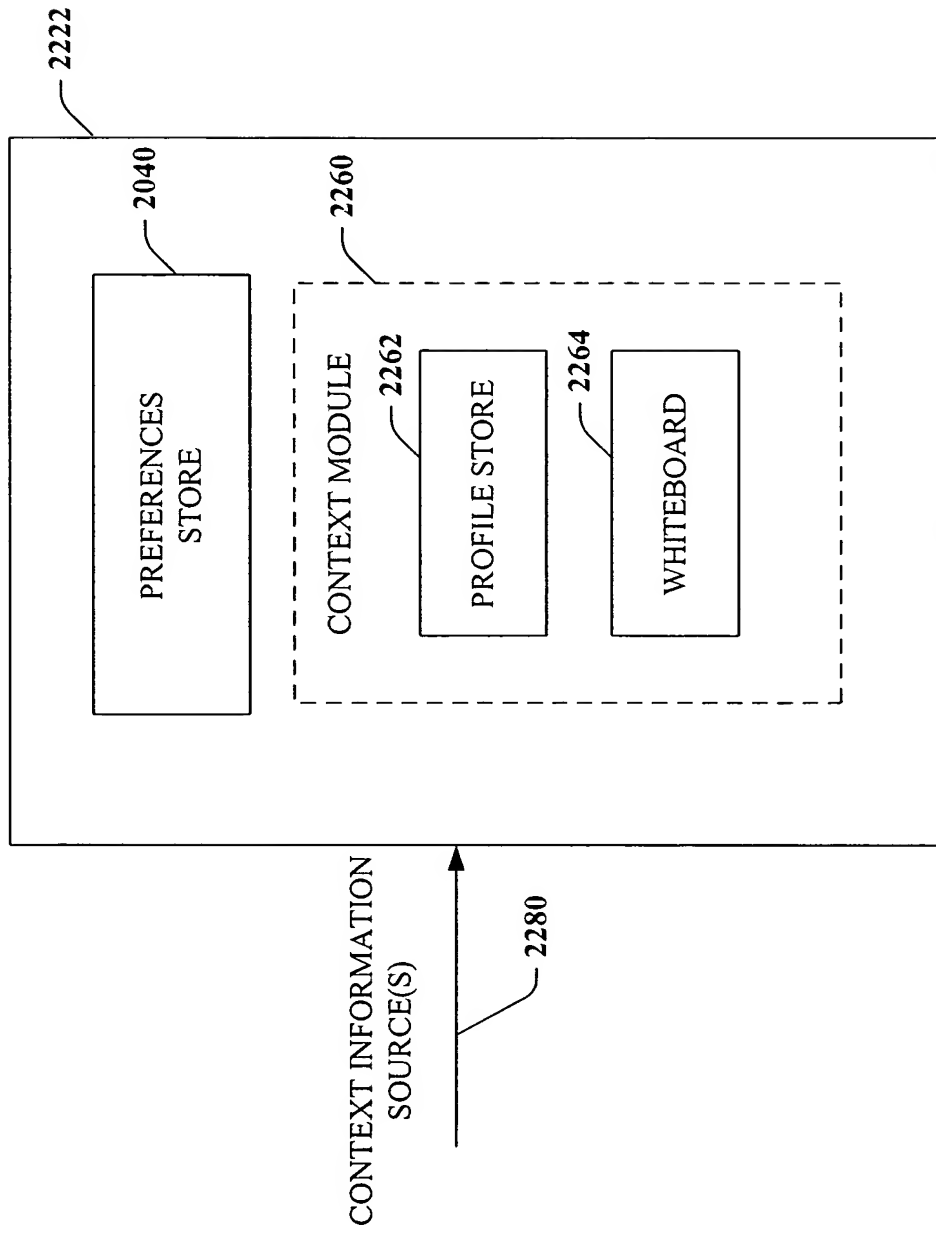 2222
2040
PREFERENCES
STORE
2260
CONTEXT MODULE
2262
PROFILE STORE
2264
WHITEBOARD
CONTEXT INFORMATION
SOURCE(S)
2280